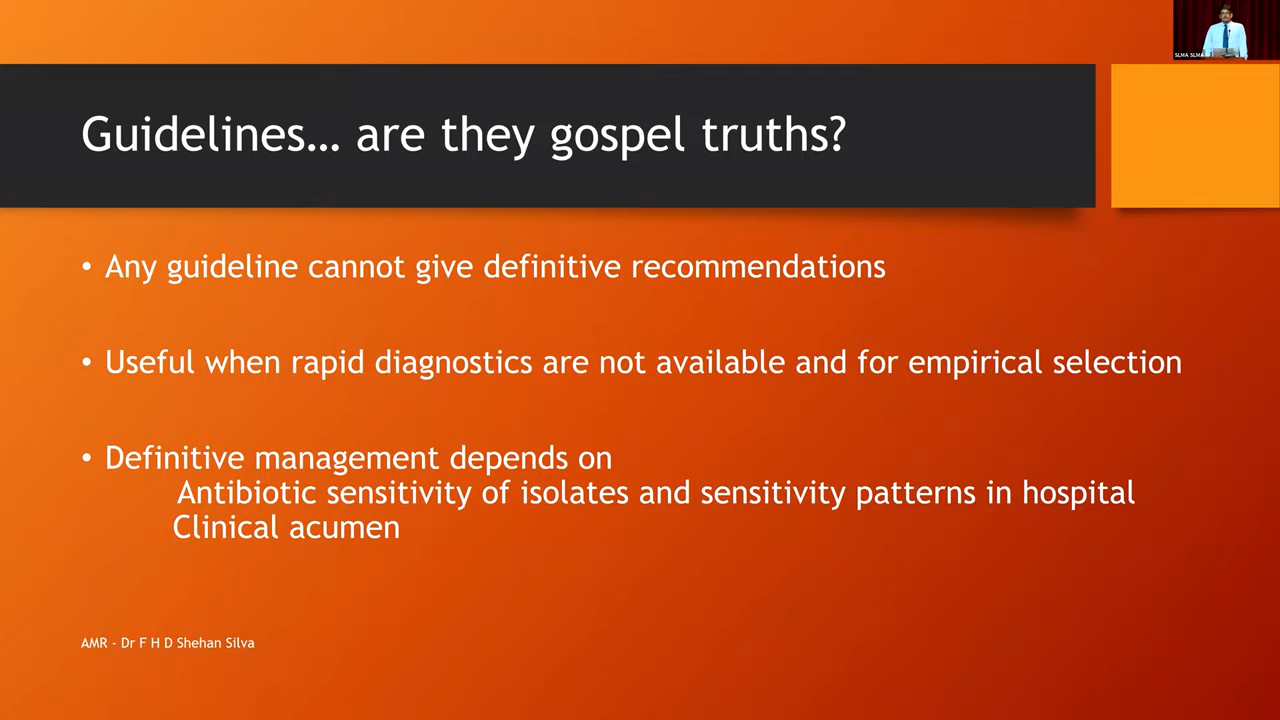 SLMA SLMA
Guidelines... are they gospel truths?
• Any guideline cannot give definitive recommendations
• Useful when rapid diagnostics are not available and for empirical selection
• Definitive management depends on
Antibiotic sensitivity of isolates and sensitivity patterns in hospital
Clinical acumen
AMR - Dr F H D Shehan Silva